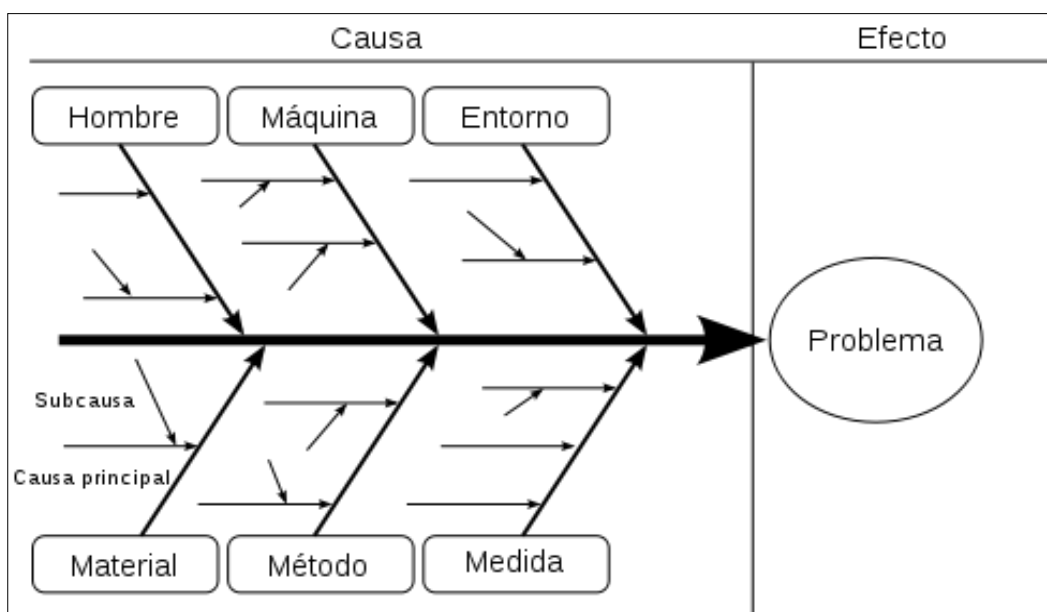 Causa
Efecto
Hombre
Máquina
Entorno
Problema
Subcausa
Causa principal
Material
Método
Medida